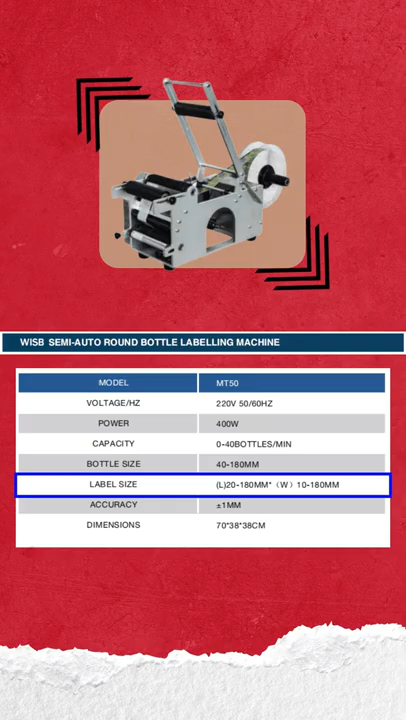 WISB SEMI-AUTO ROUND BOTTLE LABELLING MACHINE
MODEL MT50
VOLTAGE/HZ 220V 50/60HZ
POWER 400W
CAPACITY 0-40BOTTLES/MIN
BOTTLE SIZE 40-180MM
LABEL SIZE (L)20-180MM*（W）10-180MM
ACCURACY ±1MM
DIMENSIONS 70*38*38CM